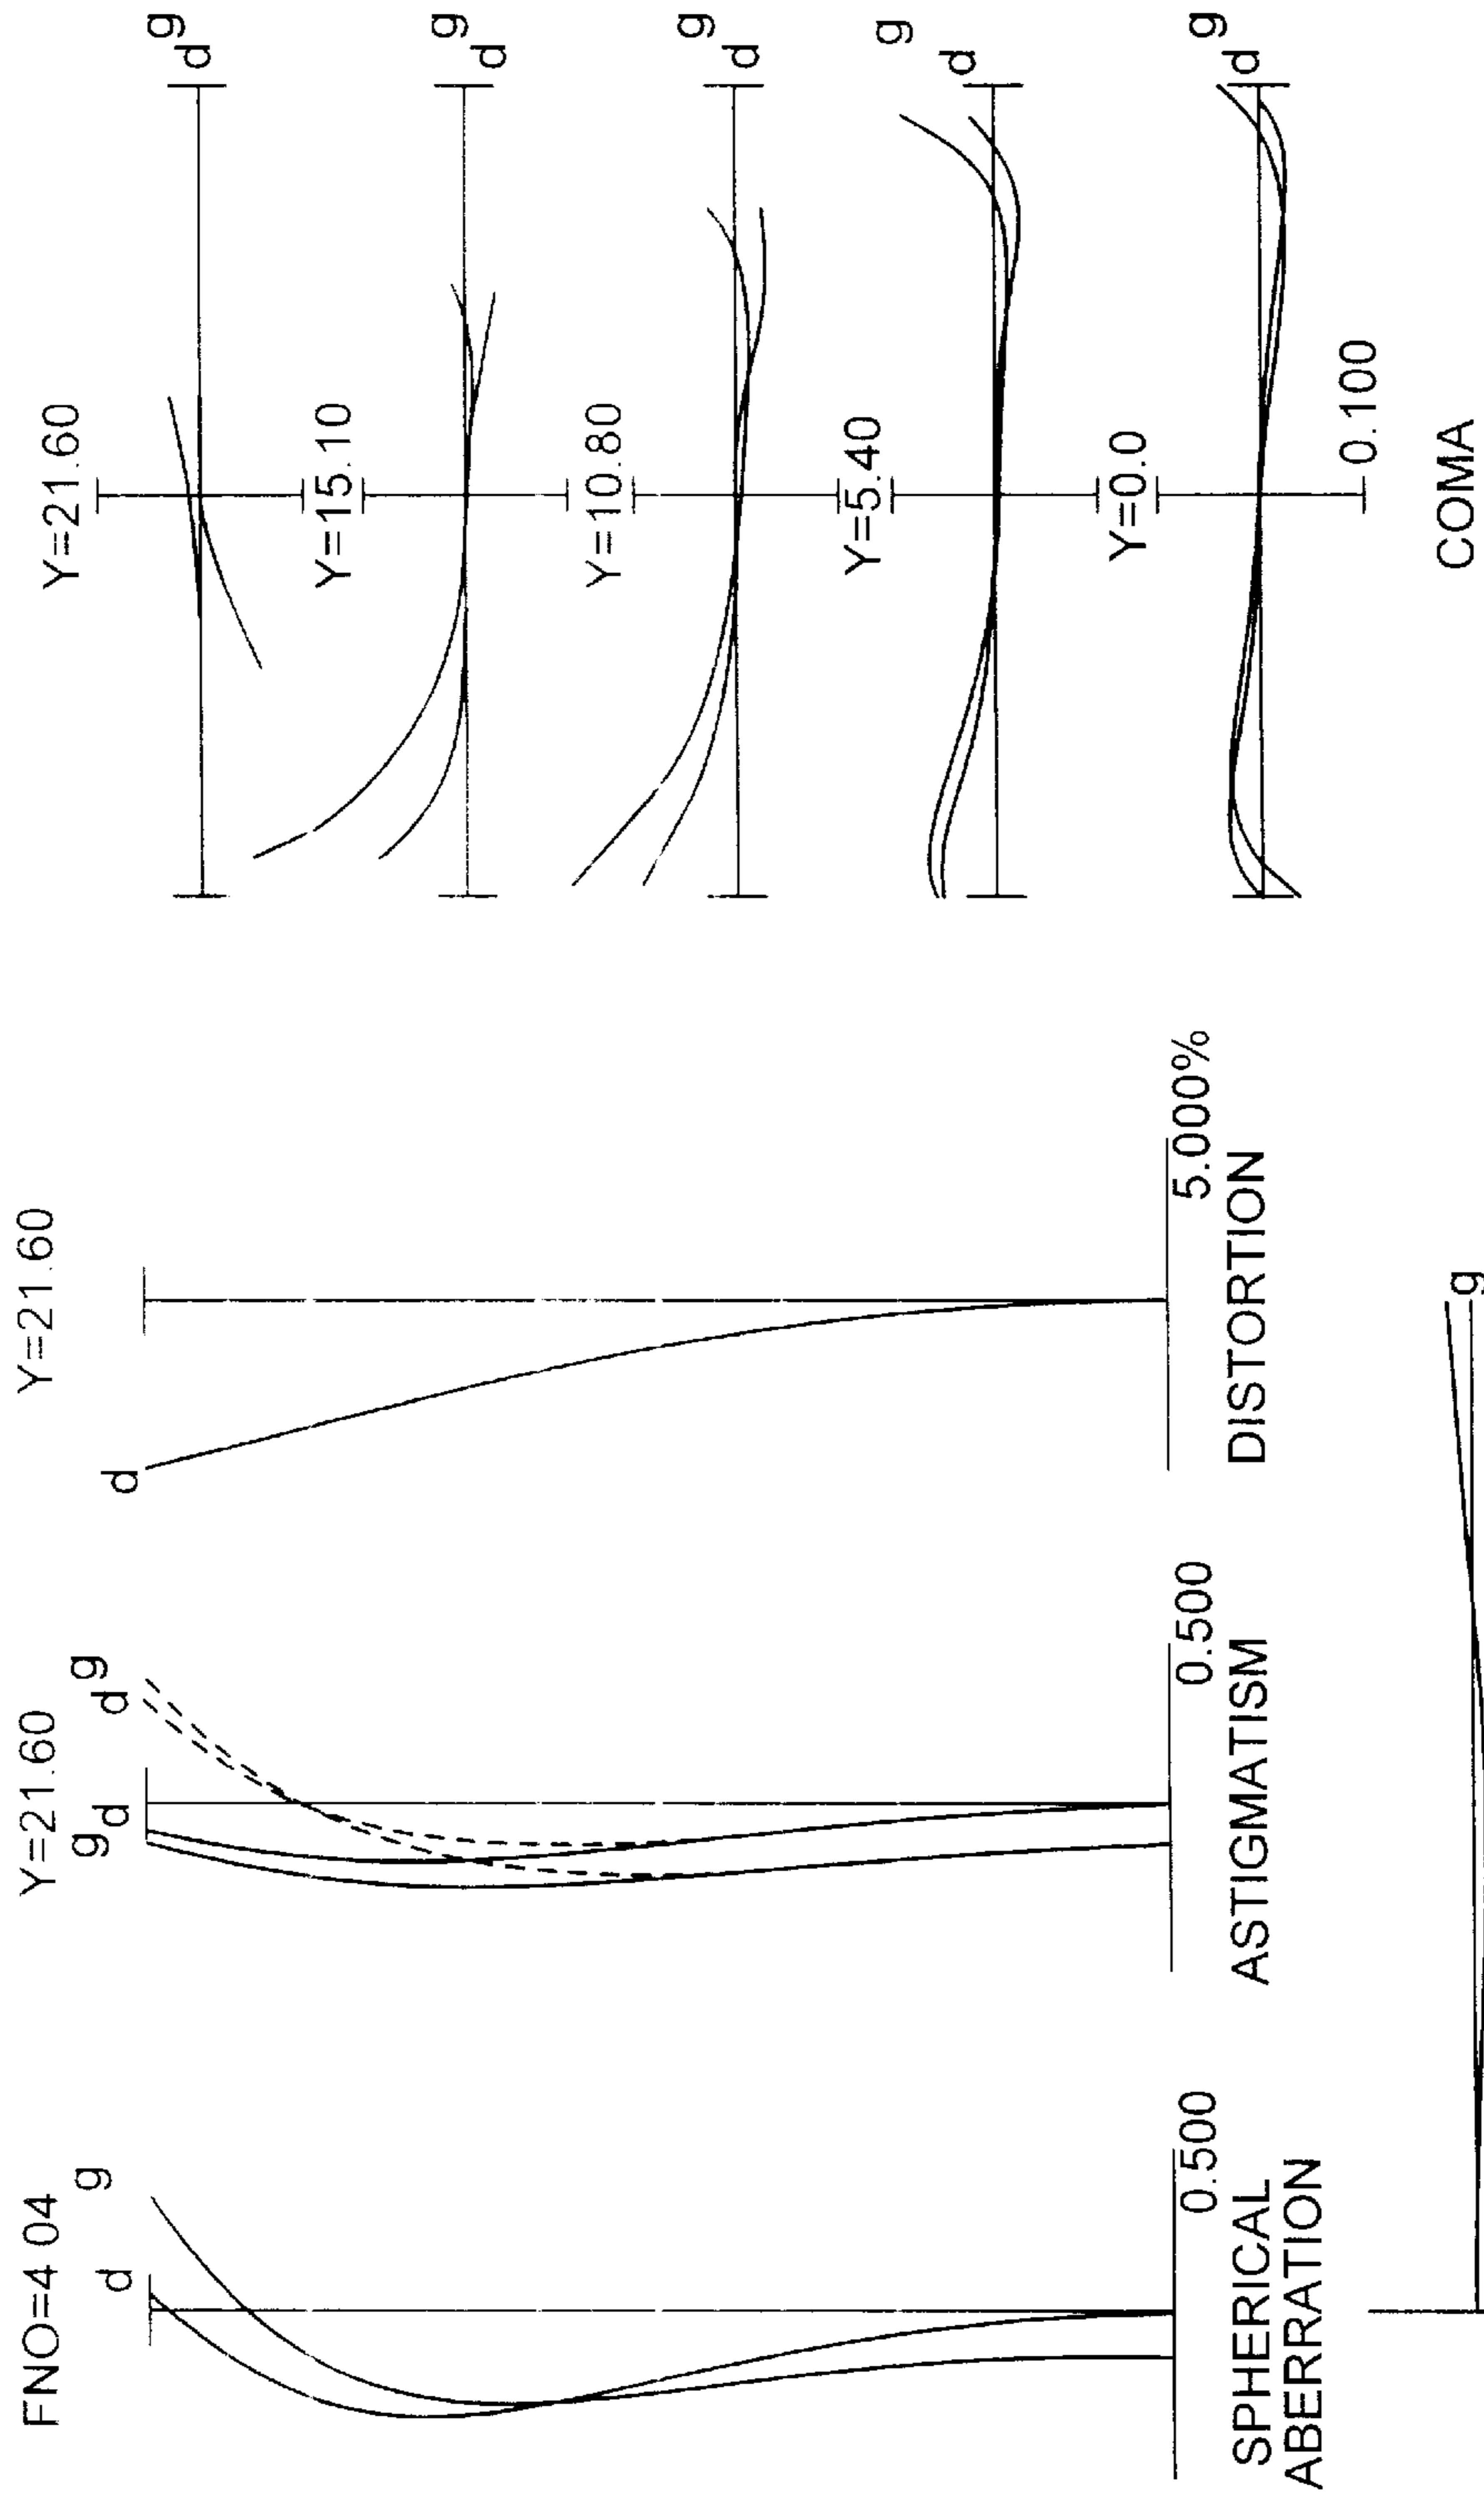 FNO=4 04
d
g
0.500
SPHERICAL
ABERRATION
Y=21.60
g
d
d
g
0.500
ASTIGMATISM
Y=21.60
d
5.000%
DISTORTION
Y=21.60
g
d
Y=15.10
g
d
Y=10.80
g
d
Y=5.40
g
d
Y=0.0
g
d
0.100
COMA
g